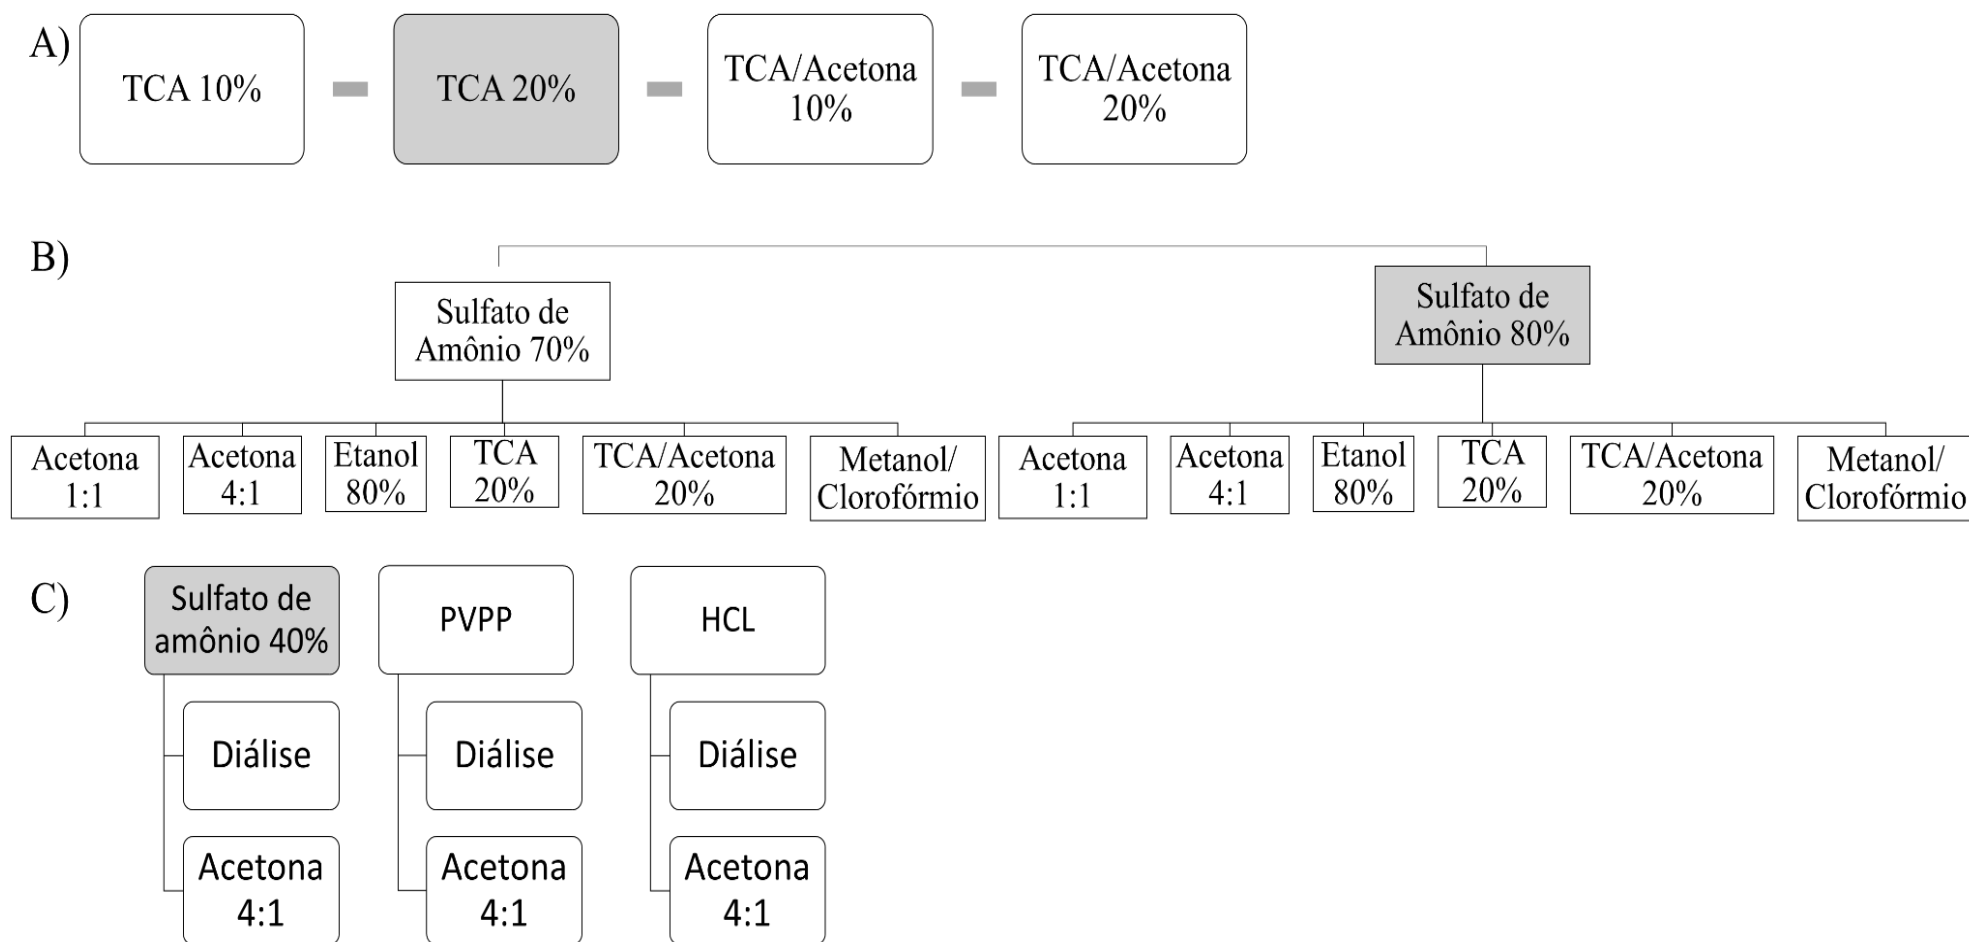 A)
TCA 10%
TCA 20%
TCA/Acetona
10%
TCA/Acetona
20%
B)
Sulfato de
Amônio 70%
Sulfato de
Amônio 80%
Acetona
1:1
Acetona
4:1
Etanol
80%
TCA
20%
TCA/Acetona
20%
Metanol/
Clorofórmio
Acetona
1:1
Acetona
4:1
Etanol
80%
TCA
20%
TCA/Acetona
20%
Metanol/
Clorofórmio
C)
Sulfato de
amônio 40%
PVPP
HCL
Diálise
Diálise
Diálise
Acetona
4:1
Acetona
4:1
Acetona
4:1